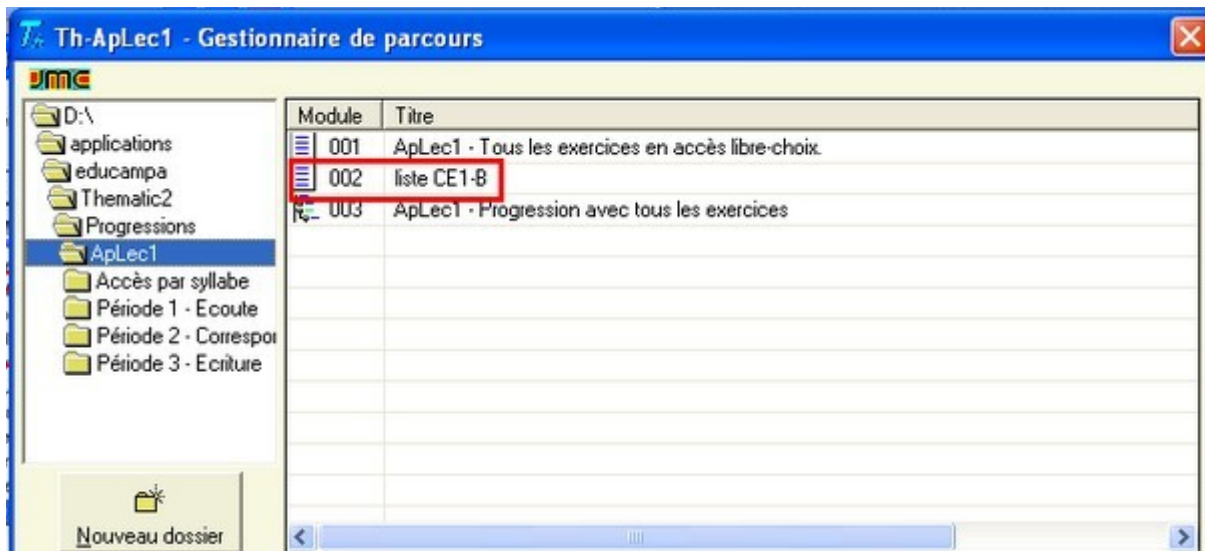 Th-ApLec1 - Gestionnaire de parcours
JMC
D:\
applications
educampa
Thematic2
Progressions
ApLec1
Accès par syllabe
Période 1 - Ecoute
Période 2 - Correspon
Période 3 - Ecriture
Nouveau dossier
Module Titre
001 ApLec1 - Tous les exercices en accès libre-choix.
002 liste CE1-B
003 ApLec1 - Progression avec tous les exercices